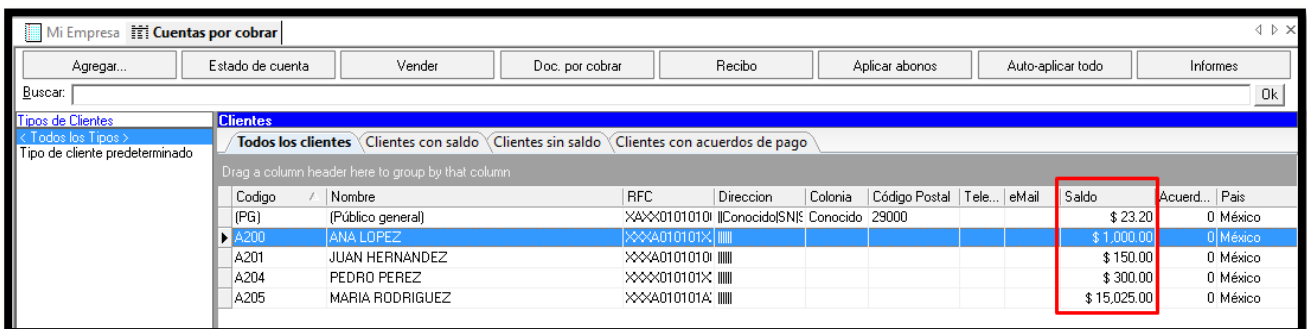 Mi Empresa Cuentas por cobrar
Agregar... Estado de cuenta Vender Doc. por cobrar Recibo Aplicar abonos Auto-aplicar todo Informes
Buscar: Ok
Tipos de Clientes Clientes
< Todos los Tipos > Todos los clientes Clientes con saldo Clientes sin saldo Clientes con acuerdos de pago
Tipo de cliente predeterminado
Drag a column header here to group by that column
Codigo Nombre RFC Direccion Colonia Código Postal Tele... eMail Saldo Acuerd... Pais
(PG) (Público general) XAXX01010101 ||Conocido|SN|S Conocido 29000 $ 23.20 0 México
A200 ANA LOPEZ XXXA010101X |||||| $ 1,000.00 0 México
A201 JUAN HERNANDEZ XXXA0101010 |||||| $ 150.00 0 México
A204 PEDRO PEREZ XXXA010101X |||||| $ 300.00 0 México
A205 MARIA RODRIGUEZ XXXA010101A |||||| $ 15,025.00 0 México